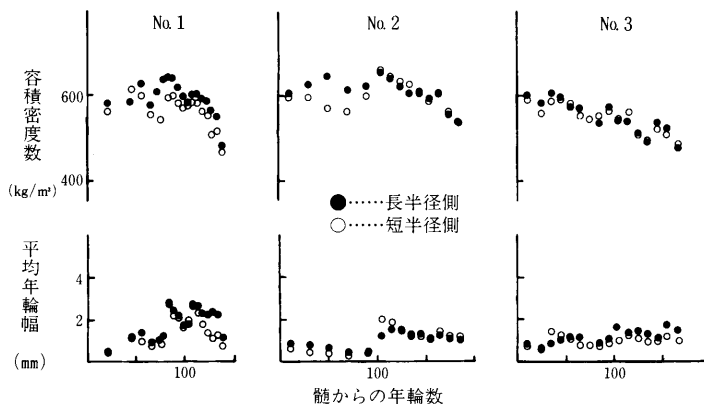 No.1
No.2
No.3
容積密度数
(kg/m³)
600
400
●……長半径側
○……短半径側
平均年輪幅
(mm)
4
2
100
100
100
髄からの年輪数